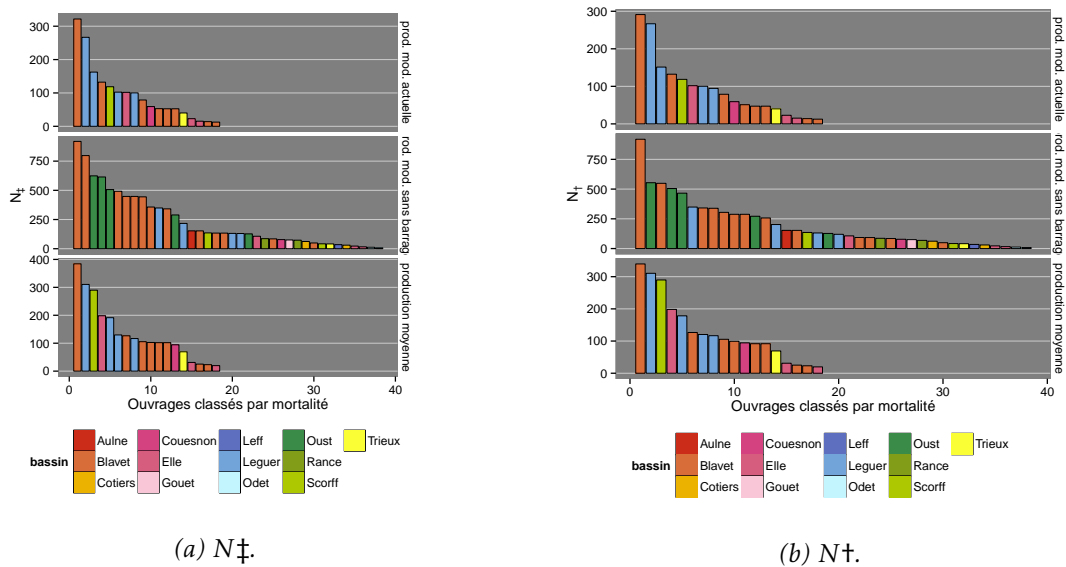 300
200
100
0
prod. mod. actuelle
750
500
250
0
rod. mod. sans barrag
400
300
200
100
0
production moyenne
N‡
0 10 20 30 40
Ouvrages classés par mortalité
bassin
Aulne Couesnon Leff Oust Trieux
Blavet Elle Leguer Rance
Cotiers Gouet Odet Scorff
(a) N‡.
300
200
100
0
prod. mod. actuelle
750
500
250
0
rod. mod. sans barrag
300
200
100
0
production moyenne
N†
0 10 20 30 40
Ouvrages classés par mortalité
bassin
Aulne Couesnon Leff Oust Trieux
Blavet Elle Leguer Rance
Cotiers Gouet Odet Scorff
(b) N†.